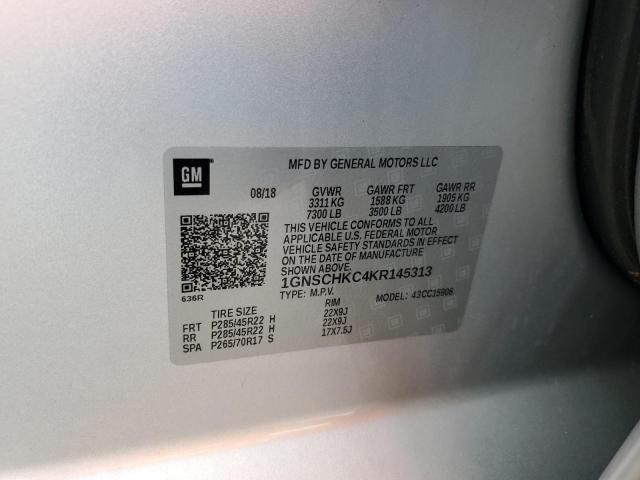 GM
MFD BY GENERAL MOTORS LLC
08/18 GVWR GAWR FRT GAWR RR
3311 KG 1588 KG 1905 KG
7300 LB 3500 LB 4200 LB
THIS VEHICLE CONFORMS TO ALL
APPLICABLE U.S. FEDERAL MOTOR
VEHICLE SAFETY STANDARDS IN EFFECT
ON THE DATE OF MANUFACTURE
SHOWN ABOVE.
1GNSCHKC4KR145313
TYPE: M.P.V. MODEL: 43CC15906
636R
TIRE SIZE RIM
FRT P285/45R22 H 22X9J
RR P285/45R22 H 22X9J
SPA P265/70R17 S 17X7.5J